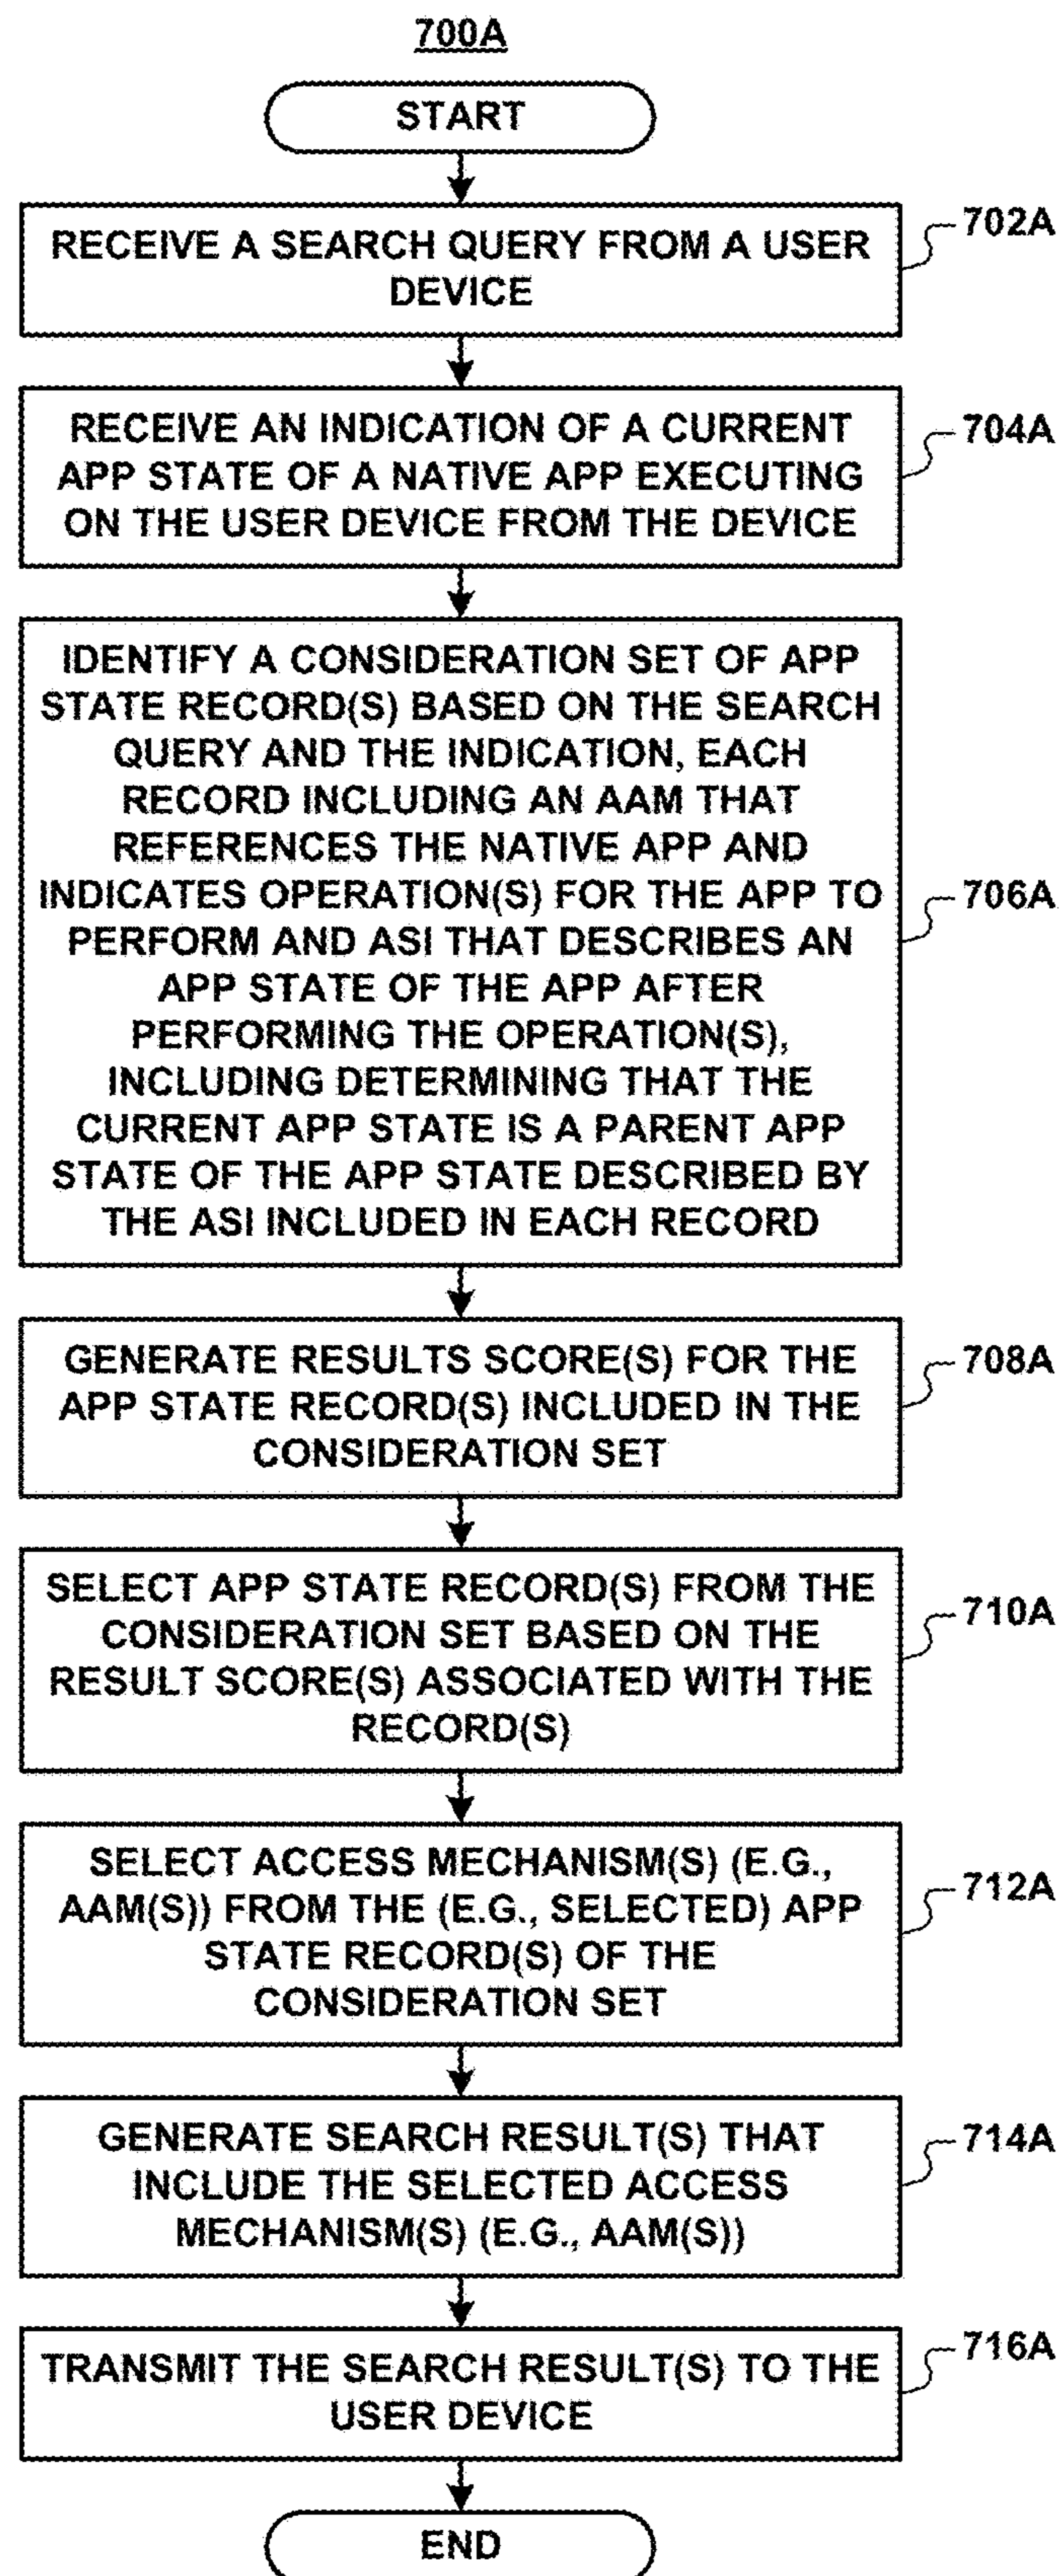 700A
START
RECEIVE A SEARCH QUERY FROM A USER
DEVICE
702A
RECEIVE AN INDICATION OF A CURRENT
APP STATE OF A NATIVE APP EXECUTING
ON THE USER DEVICE FROM THE DEVICE
704A
IDENTIFY A CONSIDERATION SET OF APP
STATE RECORD(S) BASED ON THE SEARCH
QUERY AND THE INDICATION, EACH
RECORD INCLUDING AN AAM THAT
REFERENCES THE NATIVE APP AND
INDICATES OPERATION(S) FOR THE APP TO
PERFORM AND ASI THAT DESCRIBES AN
APP STATE OF THE APP AFTER
PERFORMING THE OPERATION(S),
INCLUDING DETERMINING THAT THE
CURRENT APP STATE IS A PARENT APP
STATE OF THE APP STATE DESCRIBED BY
THE ASI INCLUDED IN EACH RECORD
706A
GENERATE RESULTS SCORE(S) FOR THE
APP STATE RECORD(S) INCLUDED IN THE
CONSIDERATION SET
708A
SELECT APP STATE RECORD(S) FROM THE
CONSIDERATION SET BASED ON THE
RESULT SCORE(S) ASSOCIATED WITH THE
RECORD(S)
710A
SELECT ACCESS MECHANISM(S) (E.G.,
AAM(S)) FROM THE (E.G., SELECTED) APP
STATE RECORD(S) OF THE
CONSIDERATION SET
712A
GENERATE SEARCH RESULT(S) THAT
INCLUDE THE SELECTED ACCESS
MECHANISM(S) (E.G., AAM(S))
714A
TRANSMIT THE SEARCH RESULT(S) TO THE
USER DEVICE
716A
END